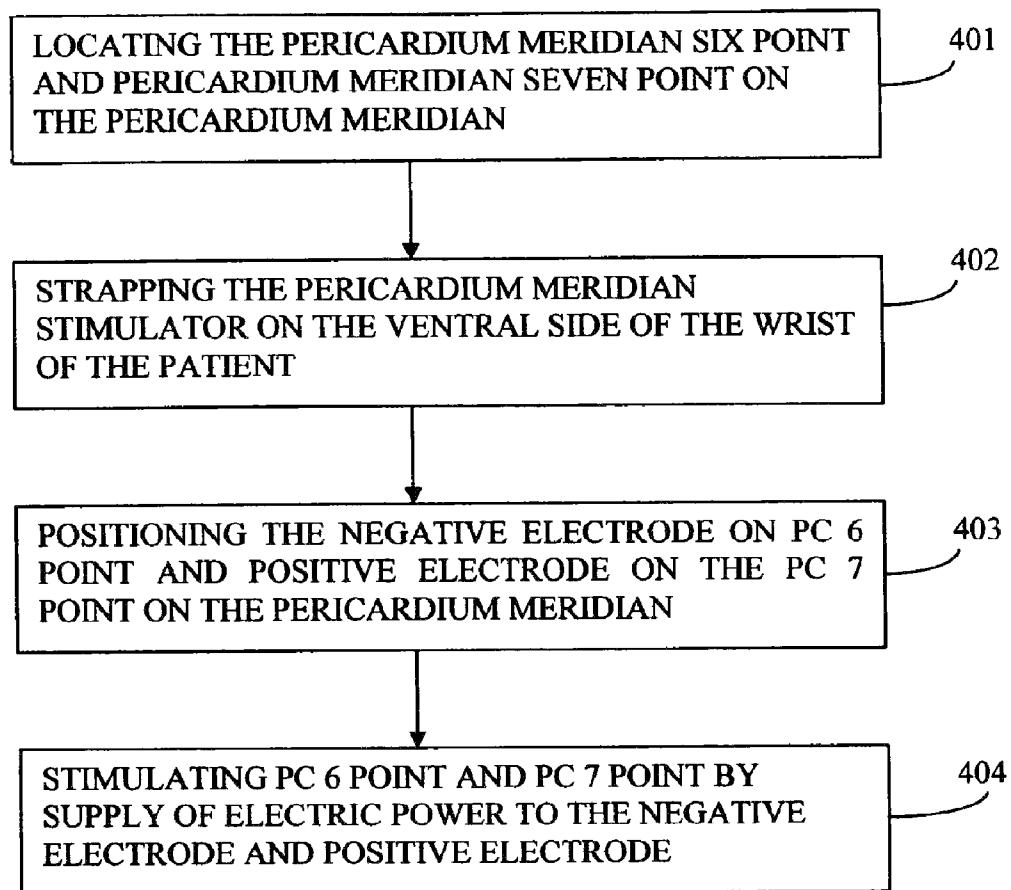 LOCATING THE PERICARDIUM MERIDIAN SIX POINT
AND PERICARDIUM MERIDIAN SEVEN POINT ON
THE PERICARDIUM MERIDIAN
401
STRAPPING THE PERICARDIUM MERIDIAN
STIMULATOR ON THE VENTRAL SIDE OF THE WRIST
OF THE PATIENT
402
POSITIONING THE NEGATIVE ELECTRODE ON PC 6
POINT AND POSITIVE ELECTRODE ON THE PC 7
POINT ON THE PERICARDIUM MERIDIAN
403
STIMULATING PC 6 POINT AND PC 7 POINT BY
SUPPLY OF ELECTRIC POWER TO THE NEGATIVE
ELECTRODE AND POSITIVE ELECTRODE
404